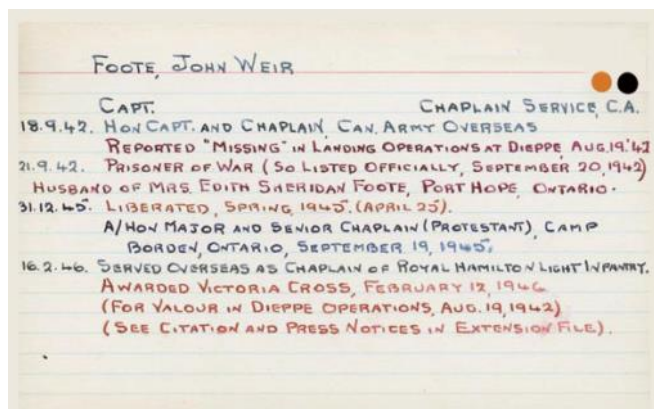 FOOTE, JOHN WEIR
CAPT. CHAPLAIN SERVICE, C.A.
18.9.42. HON CAPT. AND CHAPLAIN, CAN. ARMY OVERSEAS
REPORTED "MISSING" IN LANDING OPERATIONS AT DIEPPE, AUG.19.'42
21.9.42. PRISONER OF WAR (SO LISTED OFFICIALLY, SEPTEMBER 20, 1942)
HUSBAND OF MRS. EDITH SHERIDAN FOOTE, PORT HOPE, ONTARIO.
31.12.45. LIBERATED, SPRING, 1945. (APRIL 25).
A/HON MAJOR AND SENIOR CHAPLAIN (PROTESTANT), CAMP
BORDEN, ONTARIO, SEPTEMBER 19, 1945.
16.2.46. SERVED OVERSEAS AS CHAPLAIN OF ROYAL HAMILTON LIGHT INFANTRY.
AWARDED VICTORIA CROSS, FEBRUARY 12, 1946
(FOR VALOUR IN DIEPPE OPERATIONS, AUG. 19, 1942)
(SEE CITATION AND PRESS NOTICES IN EXTENSION FILE).